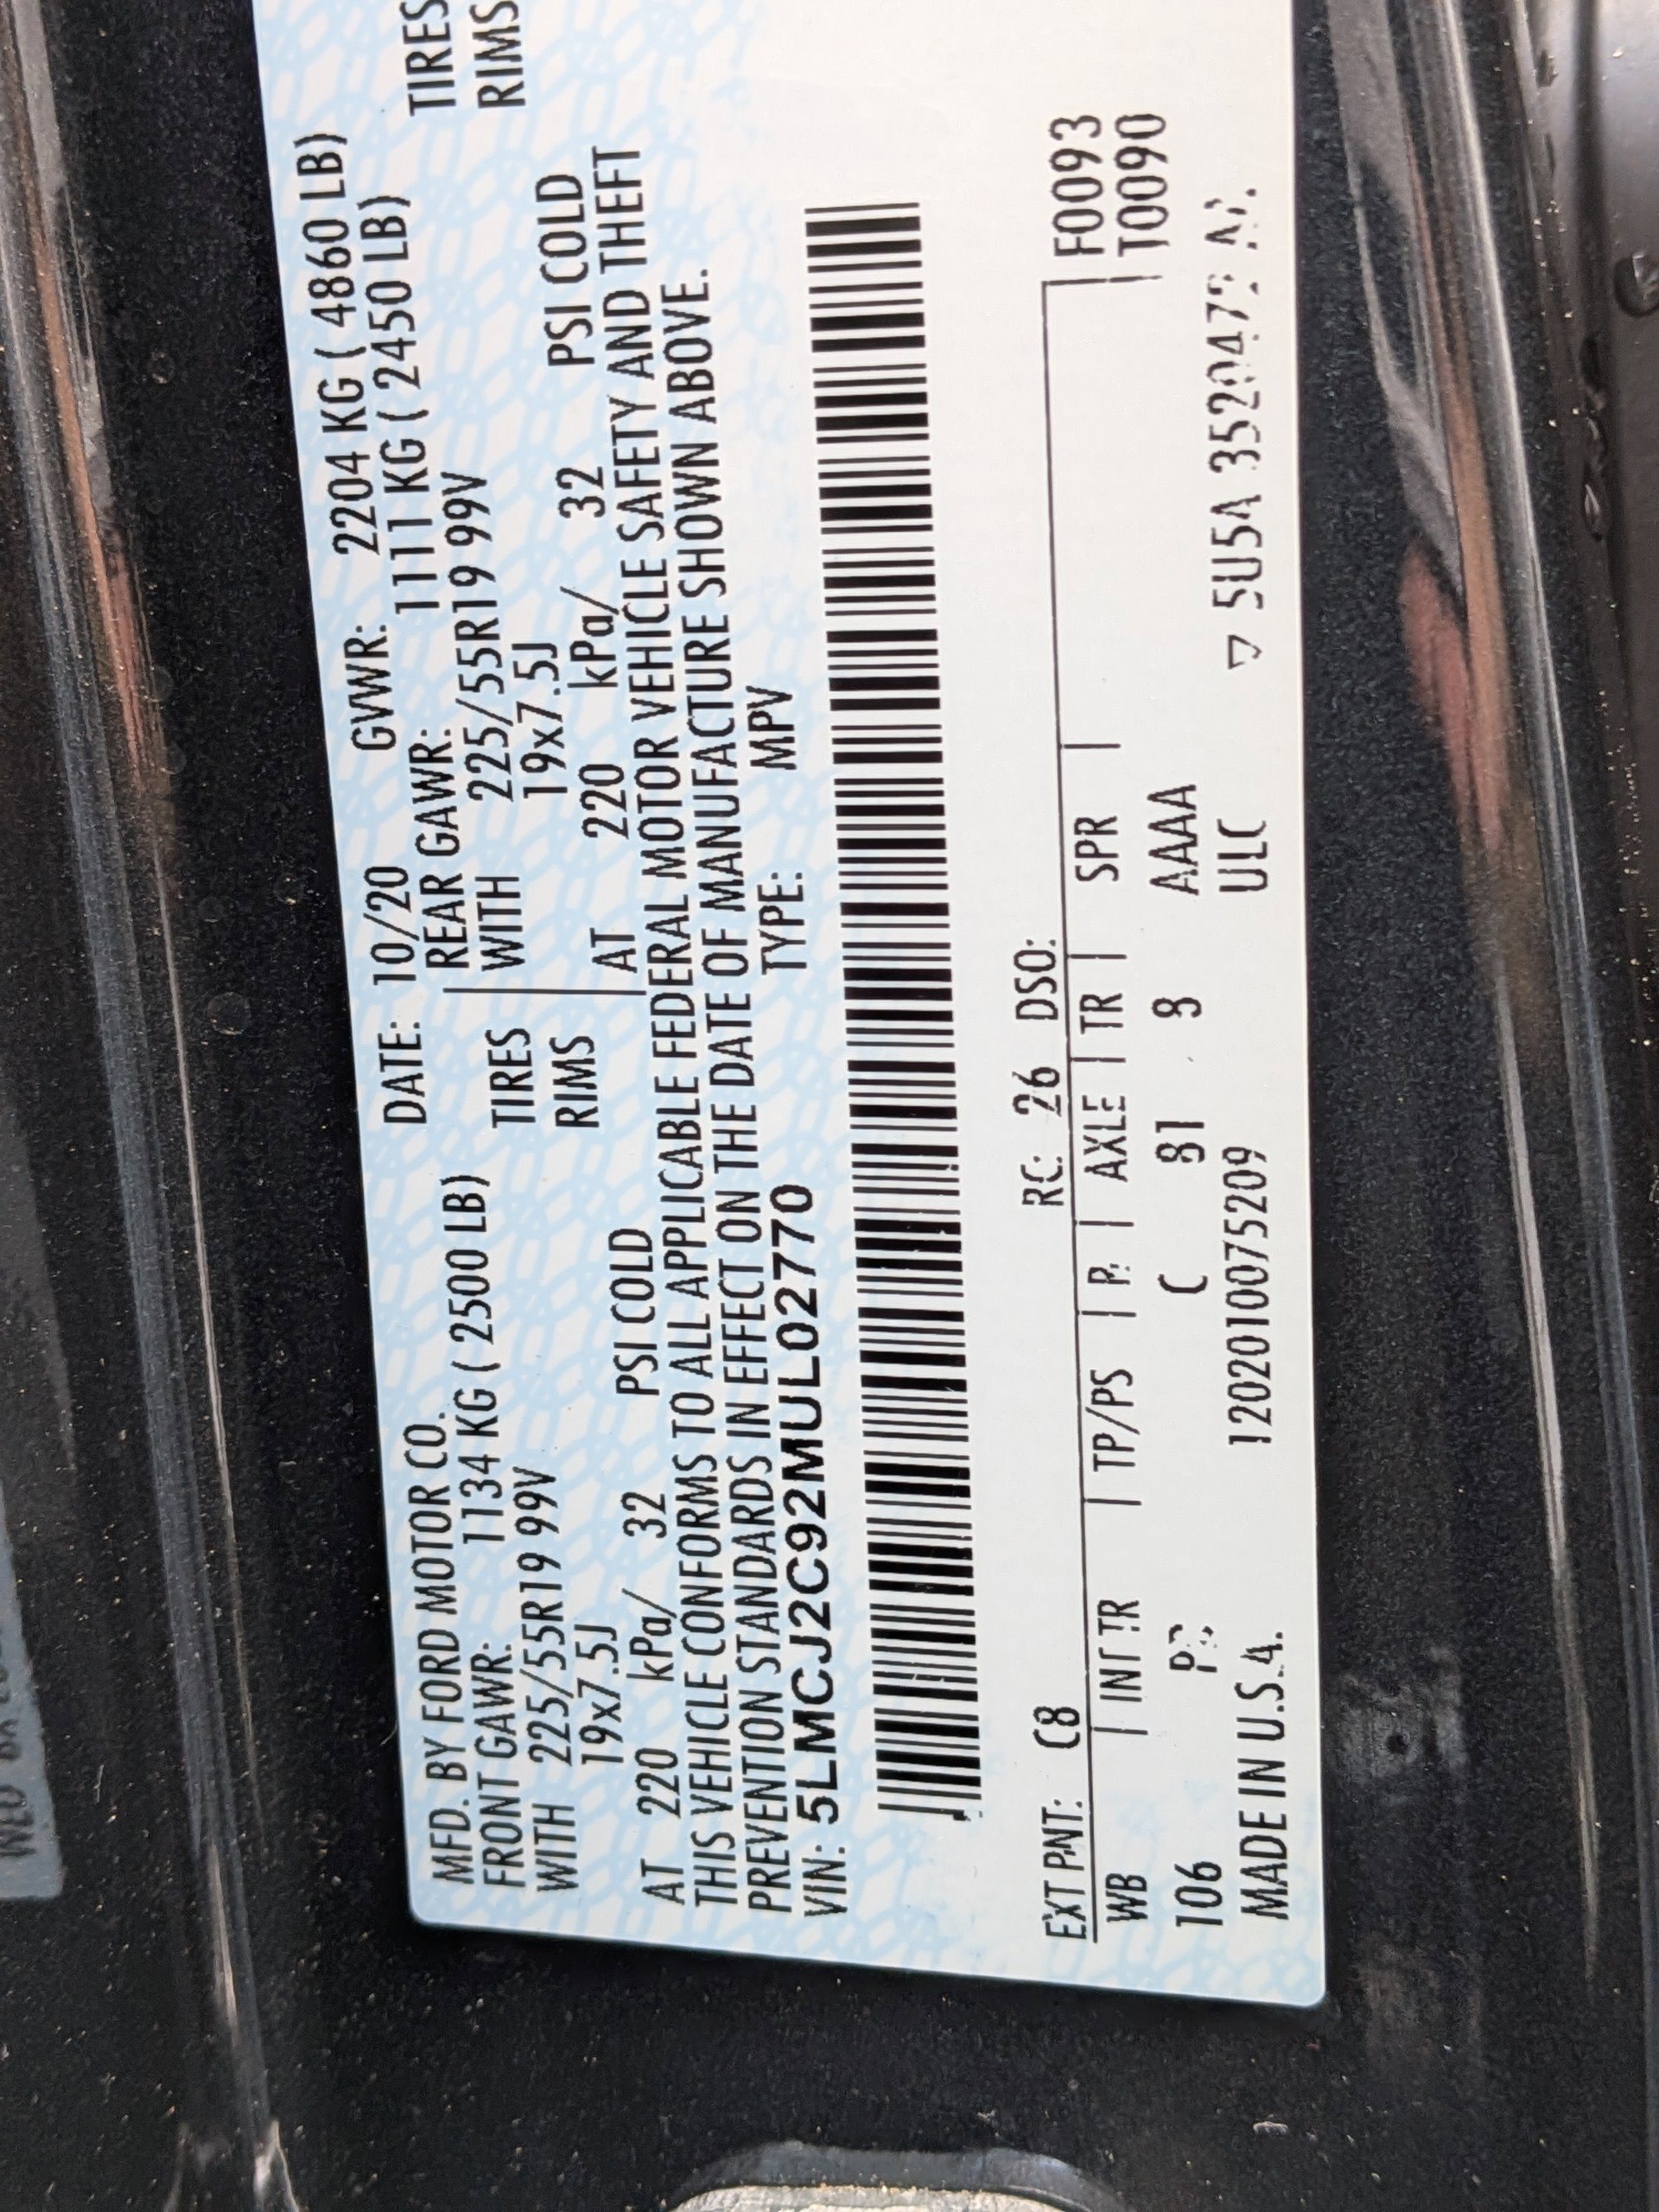 MFD. BY FORD MOTOR CO. DATE: 10/20 GVWR: 2204 KG ( 4860 LB)
FRONT GAWR: 1134 KG ( 2500 LB) REAR GAWR: 1111 KG ( 2450 LB)
WITH 225/55R19 99V TIRES WITH 225/55R19 99V TIRES
19x7.5J RIMS 19x7.5J RIMS
AT 220 kPa/ 32 PSI COLD AT 220 kPa/ 32 PSI COLD
THIS VEHICLE CONFORMS TO ALL APPLICABLE FEDERAL MOTOR VEHICLE SAFETY AND THEFT
PREVENTION STANDARDS IN EFFECT ON THE DATE OF MANUFACTURE SHOWN ABOVE.
VIN: 5LMCJ2C92MUL02770 TYPE: MPV
EXT PNT: C8 RC: 26 DSO: F0093
WB INT TR TP/PS R AXLE TR SPR T0090
106 C 81 8 AAAA
MADE IN U.S.A. 120201007S209 ULC ▽ 5U5A